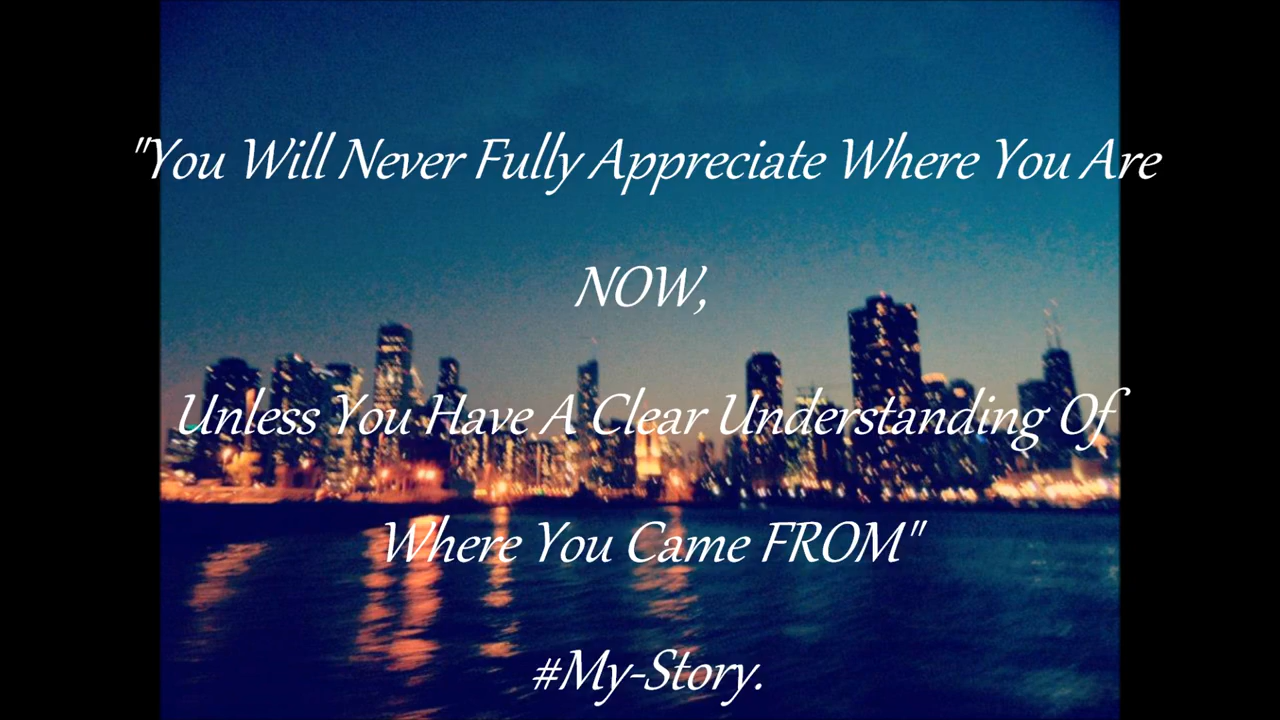 "You Will Never Fully Appreciate Where You Are
NOW,
Unless You Have A Clear Understanding Of
Where You Came FROM"
#My-Story.